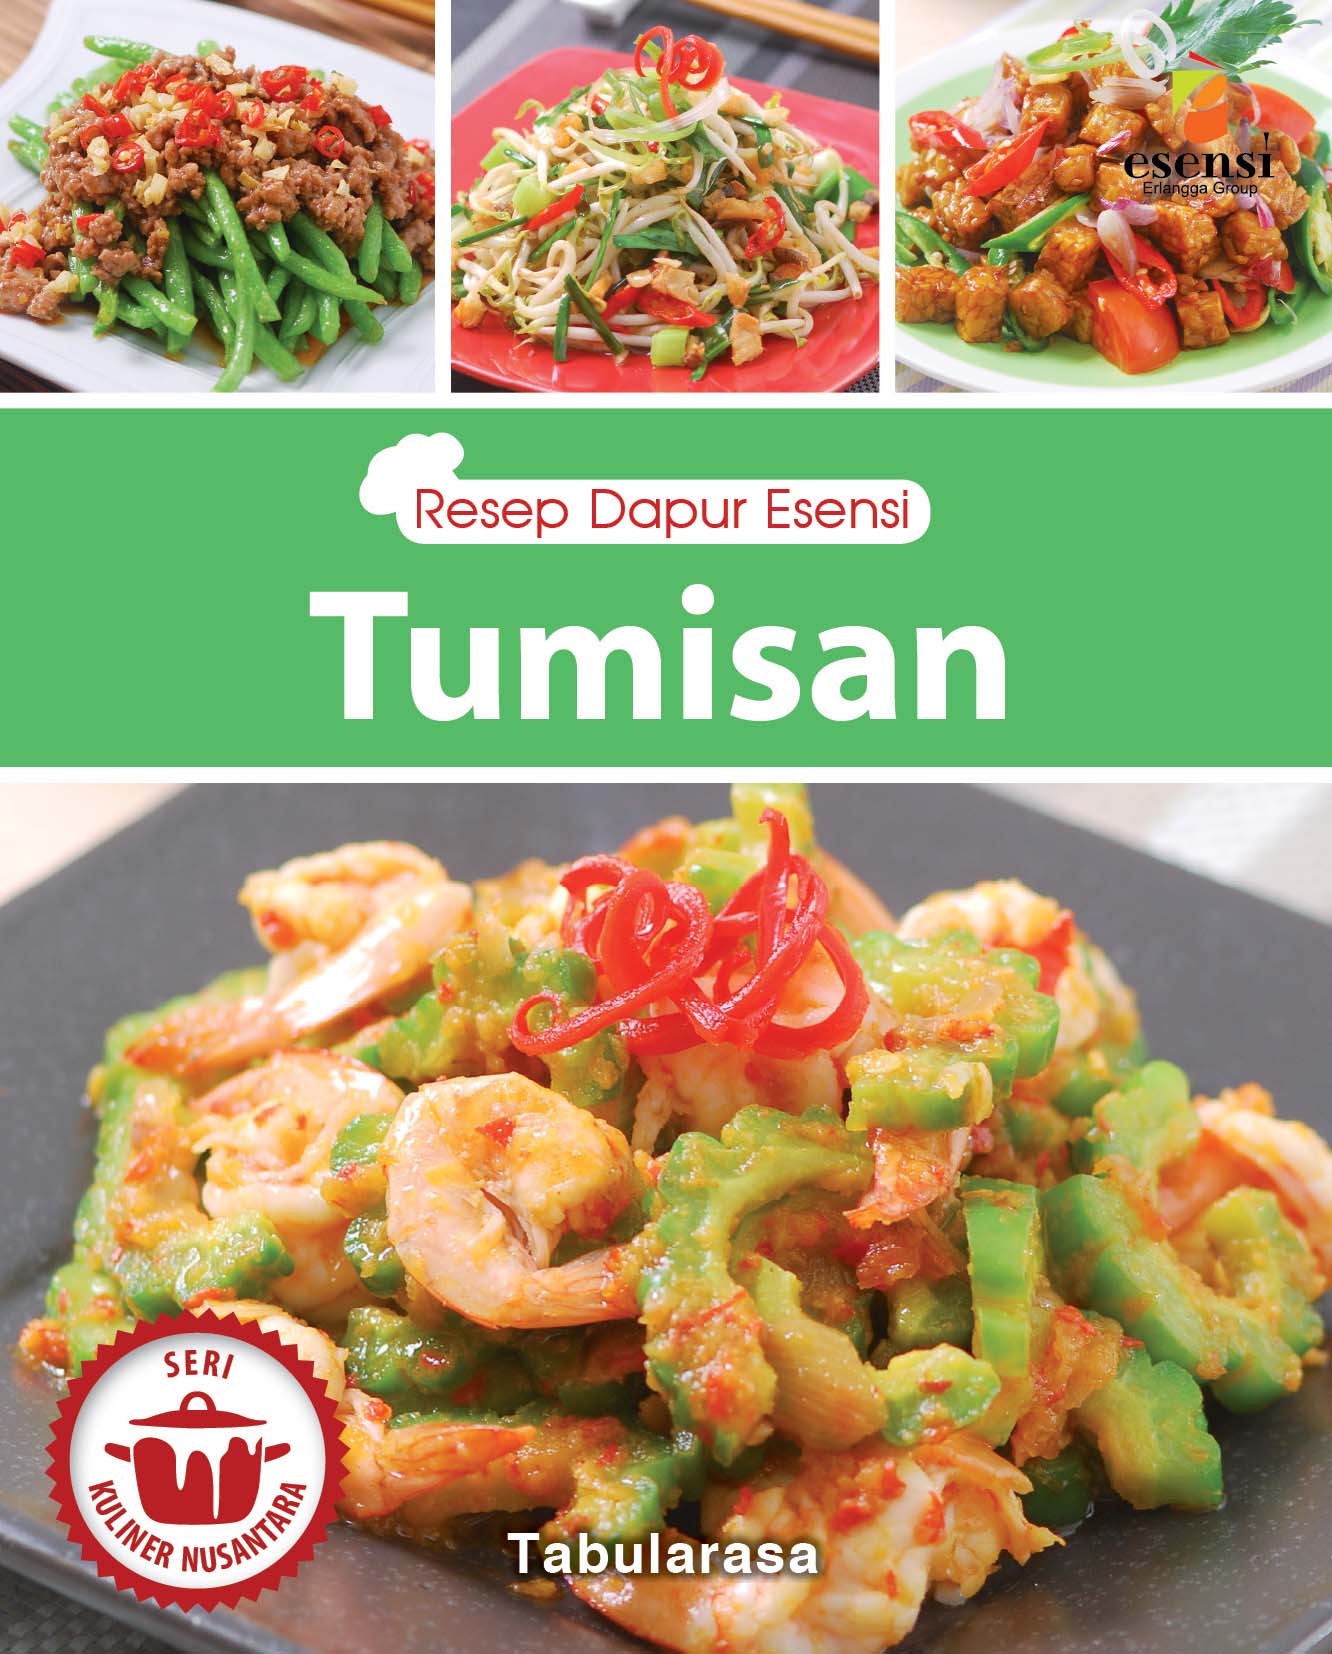 esensi
Erlangga Group
Resep Dapur Esensi
Tumisan
SERI
KULINER NUSANTARA
Tabularasa